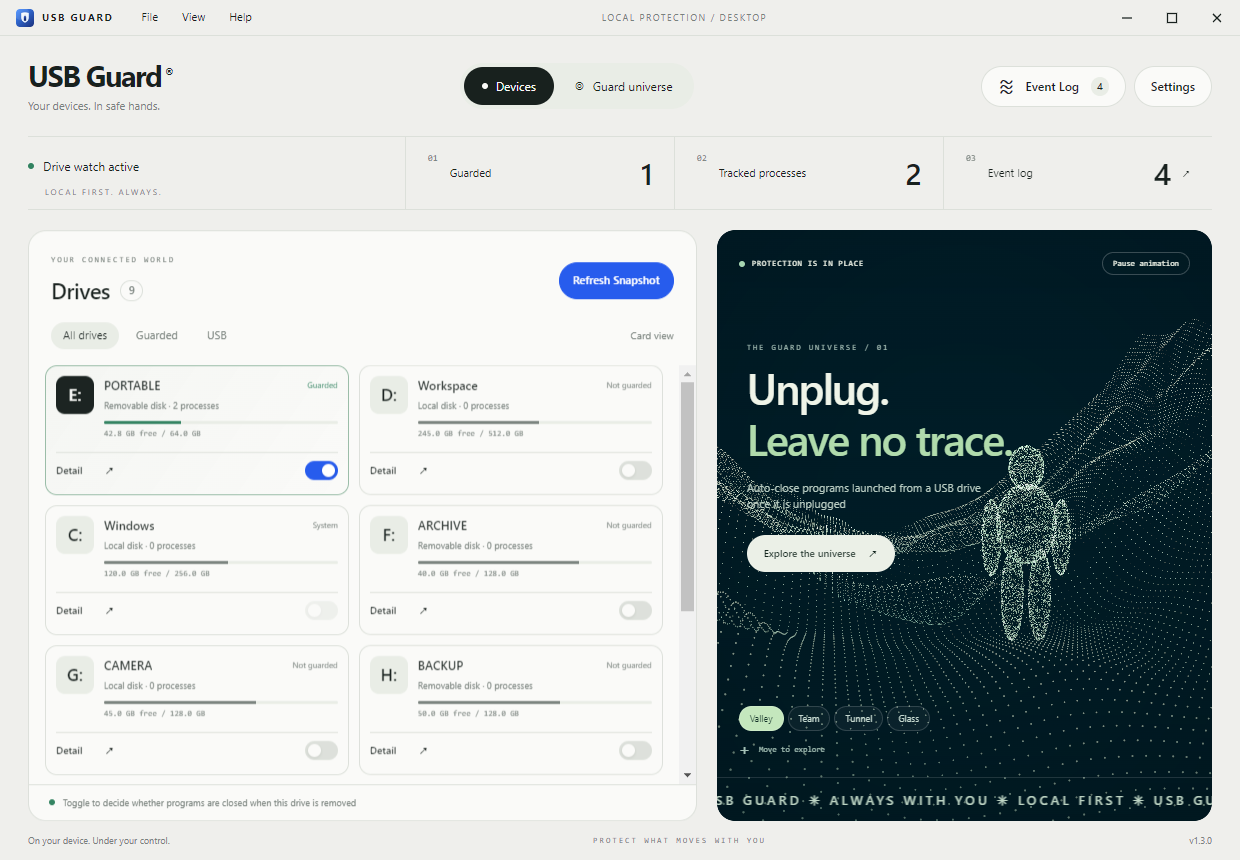 USB GUARD File View Help LOCAL PROTECTION / DESKTOP
USB Guard ®
Your devices. In safe hands.
Devices
Guard universe
Event Log 4
Settings
Drive watch active
LOCAL FIRST. ALWAYS.
01 Guarded 1
02 Tracked processes 2
03 Event log 4 ↗
YOUR CONNECTED WORLD
Drives 9
Refresh Snapshot
All drives Guarded USB Card view
E: PORTABLE Guarded
Removable disk · 2 processes
42.8 GB free / 64.0 GB
Detail ↗
D: Workspace Not guarded
Local disk · 0 processes
245.0 GB free / 512.0 GB
Detail ↗
C: Windows System
Local disk · 0 processes
120.0 GB free / 256.0 GB
Detail ↗
F: ARCHIVE Not guarded
Removable disk · 0 processes
40.0 GB free / 128.0 GB
Detail ↗
G: CAMERA Not guarded
Local disk · 0 processes
45.0 GB free / 128.0 GB
Detail ↗
H: BACKUP Not guarded
Removable disk · 0 processes
50.0 GB free / 128.0 GB
Detail ↗
Toggle to decide whether programs are closed when this drive is removed
PROTECTION IS IN PLACE
Pause animation
THE GUARD UNIVERSE / 01
Unplug.
Leave no trace.
Auto-close programs launched from a USB drive
once it is unplugged
Explore the universe ↗
Valley Team Tunnel Glass
+ Move to explore
SB GUARD ✳ ALWAYS WITH YOU ✳ LOCAL FIRST ✳ USB GU
On your device. Under your control.
PROTECT WHAT MOVES WITH YOU
v1.3.0